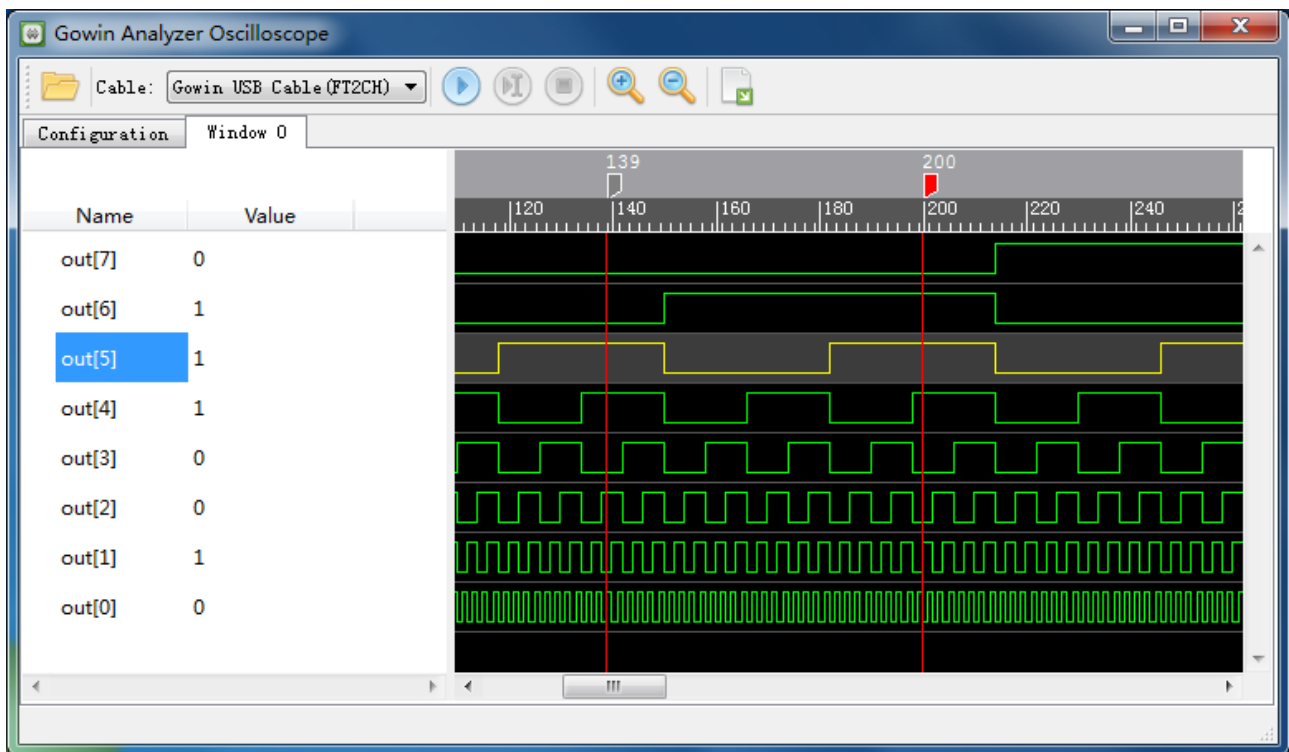 Gowin Analyzer Oscilloscope
Cable: Gowin USB Cable(FT2CH)
Configuration Window 0
139 200
Name Value 120 140 160 180 200 220 240 2
out[7] 0
out[6] 1
out[5] 1
out[4] 1
out[3] 0
out[2] 0
out[1] 1
out[0] 0